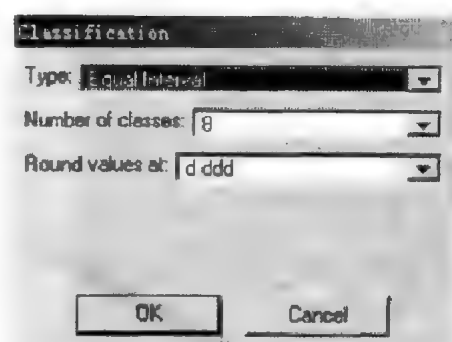 Classification
Type: Equal Interval
Number of classes: 8
Round values at: d.ddd
OK Cancel